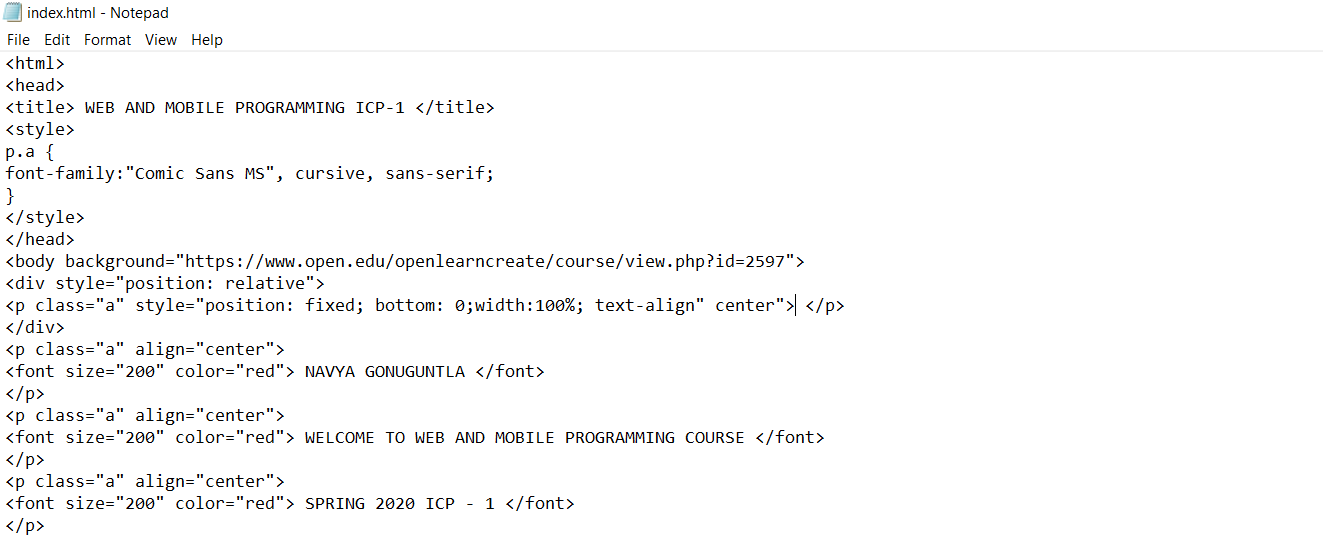 index.html - Notepad
File Edit Format View Help
<html>
<head>
<title> WEB AND MOBILE PROGRAMMING ICP-1 </title>
<style>
p.a {
font-family:"Comic Sans MS", cursive, sans-serif;
}
</style>
</head>
<body background="https://www.open.edu/openlearncreate/course/view.php?id=2597">
<div style="position: relative">
<p class="a" style="position: fixed; bottom: 0;width:100%; text-align" center"> </p>
</div>
<p class="a" align="center">
<font size="200" color="red"> NAVYA GONUGUNTLA </font>
</p>
<p class="a" align="center">
<font size="200" color="red"> WELCOME TO WEB AND MOBILE PROGRAMMING COURSE </font>
</p>
<p class="a" align="center">
<font size="200" color="red"> SPRING 2020 ICP - 1 </font>
</p>